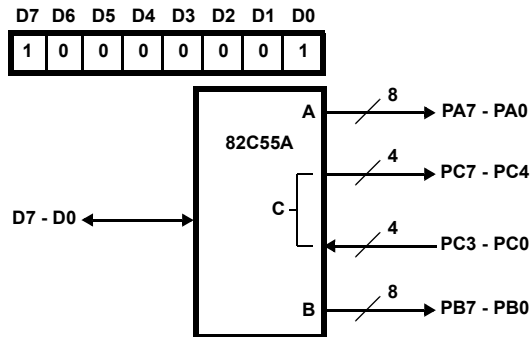 D7 D6 D5 D4 D3 D2 D1 D0
1 0 0 0 0 0 0 1
A 8 PA7 - PA0
82C55A
4 PC7 - PC4
C
D7 - D0
4 PC3 - PC0
B 8 PB7 - PB0